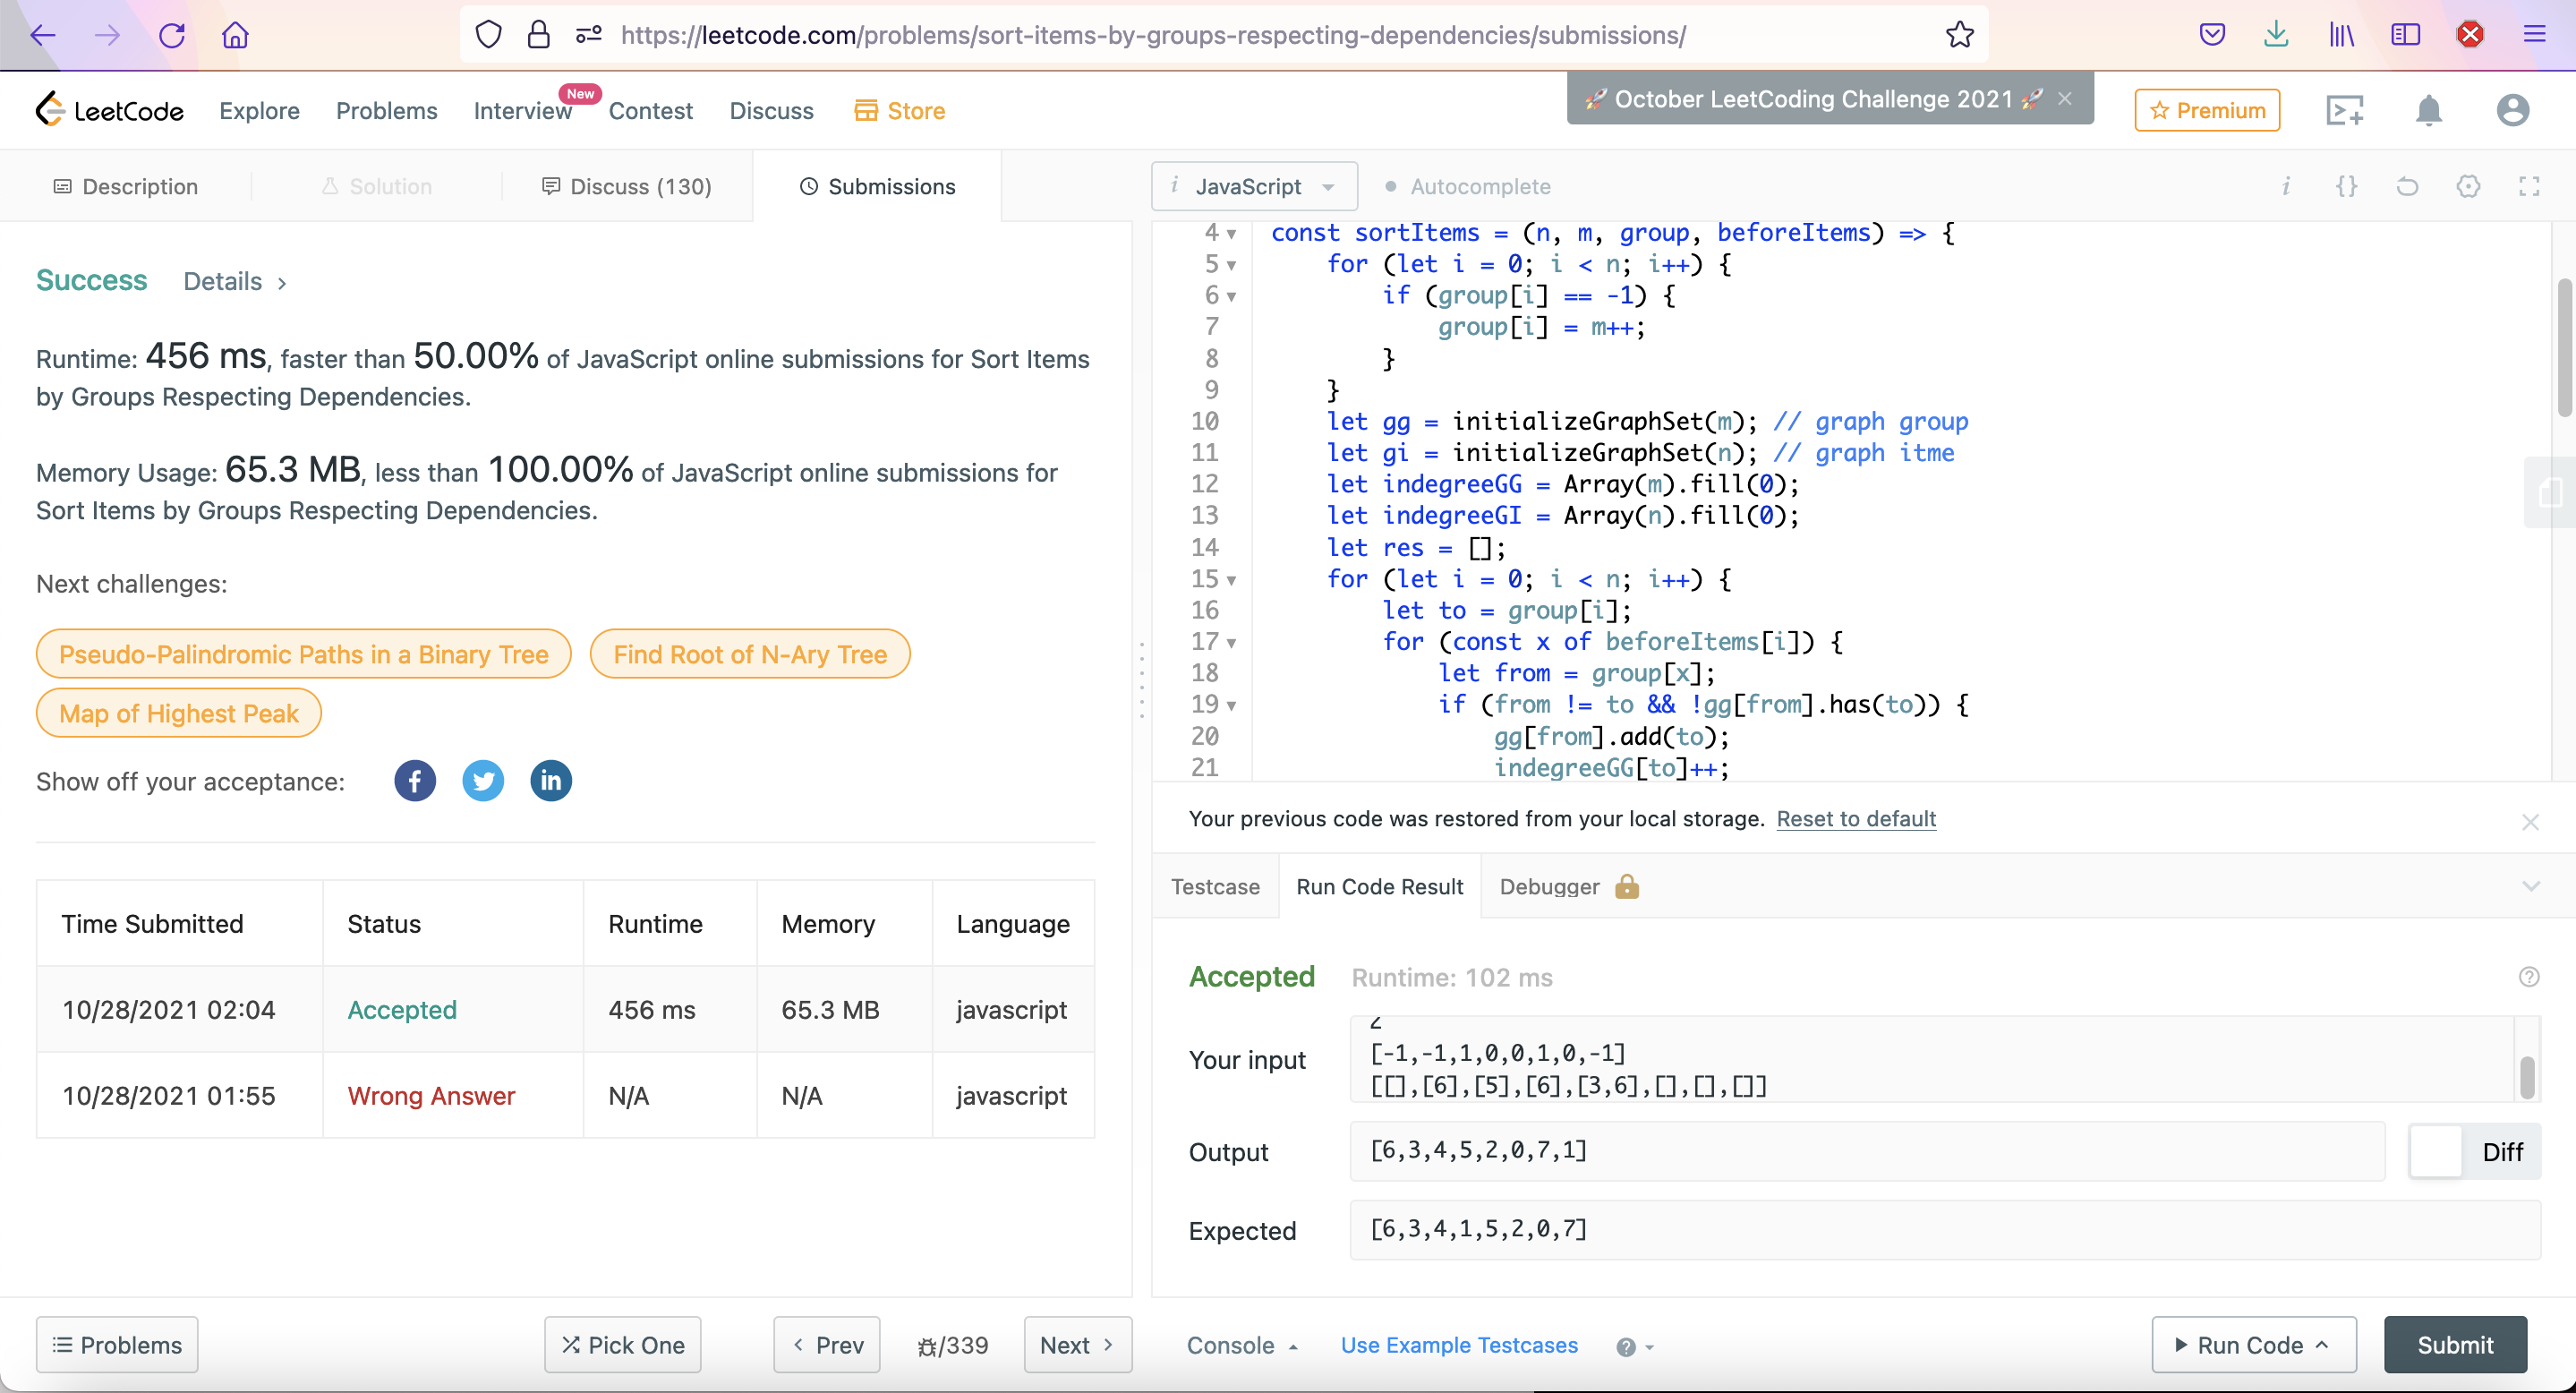 https://leetcode.com/problems/sort-items-by-groups-respecting-dependencies/submissions/
LeetCode
Explore
Problems
Interview
New
Contest
Discuss
Store
🚀 October LeetCoding Challenge 2021 🚀
Premium
Description
Solution
Discuss (130)
Submissions
Success Details >
Runtime: 456 ms, faster than 50.00% of JavaScript online submissions for Sort Items
by Groups Respecting Dependencies.
Memory Usage: 65.3 MB, less than 100.00% of JavaScript online submissions for
Sort Items by Groups Respecting Dependencies.
Next challenges:
Pseudo-Palindromic Paths in a Binary Tree
Find Root of N-Ary Tree
Map of Highest Peak
Show off your acceptance:
Time Submitted Status Runtime Memory Language
10/28/2021 02:04 Accepted 456 ms 65.3 MB javascript
10/28/2021 01:55 Wrong Answer N/A N/A javascript
Problems
Pick One
Prev
/339
Next
i JavaScript
Autocomplete
4 const sortItems = (n, m, group, beforeItems) => {
5 for (let i = 0; i < n; i++) {
6 if (group[i] == -1) {
7 group[i] = m++;
8 }
9 }
10 let gg = initializeGraphSet(m); // graph group
11 let gi = initializeGraphSet(n); // graph itme
12 let indegreeGG = Array(m).fill(0);
13 let indegreeGI = Array(n).fill(0);
14 let res = [];
15 for (let i = 0; i < n; i++) {
16 let to = group[i];
17 for (const x of beforeItems[i]) {
18 let from = group[x];
19 if (from != to && !gg[from].has(to)) {
20 gg[from].add(to);
21 indegreeGG[to]++;
Your previous code was restored from your local storage. Reset to default
Testcase
Run Code Result
Debugger
Accepted Runtime: 102 ms
Your input
2
[-1,-1,1,0,0,1,0,-1]
[[],[6],[5],[6],[3,6],[],[],[]]
Output
[6,3,4,5,2,0,7,1]
Diff
Expected
[6,3,4,1,5,2,0,7]
Console
Use Example Testcases
Run Code
Submit